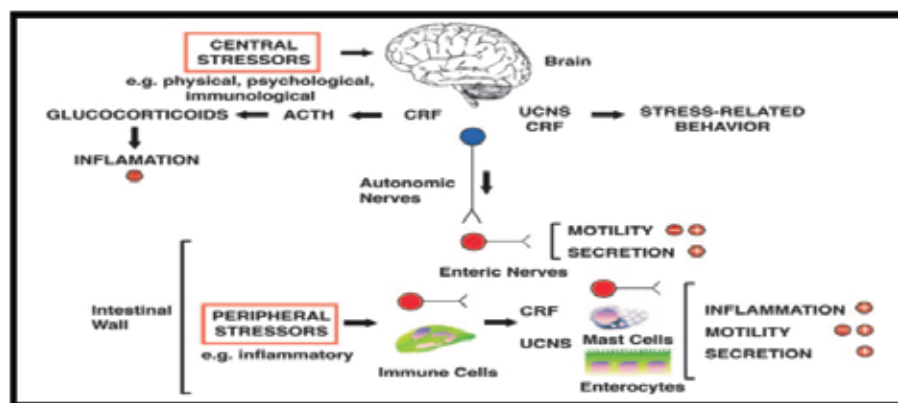 CENTRAL
STRESSORS
Brain
e.g. physical, psychological,
immunological
GLUCOCORTICOIDS
ACTH
CRF
UCNS
CRF
STRESS-RELATED
BEHAVIOR
INFLAMATION
−
Autonomic
Nerves
MOTILITY − +
SECRETION +
Enteric Nerves
Intestinal
Wall
PERIPHERAL
STRESSORS
e.g. inflammatory
Immune Cells
CRF
UCNS
Mast Cells
Enterocytes
INFLAMMATION +
MOTILITY − +
SECRETION +